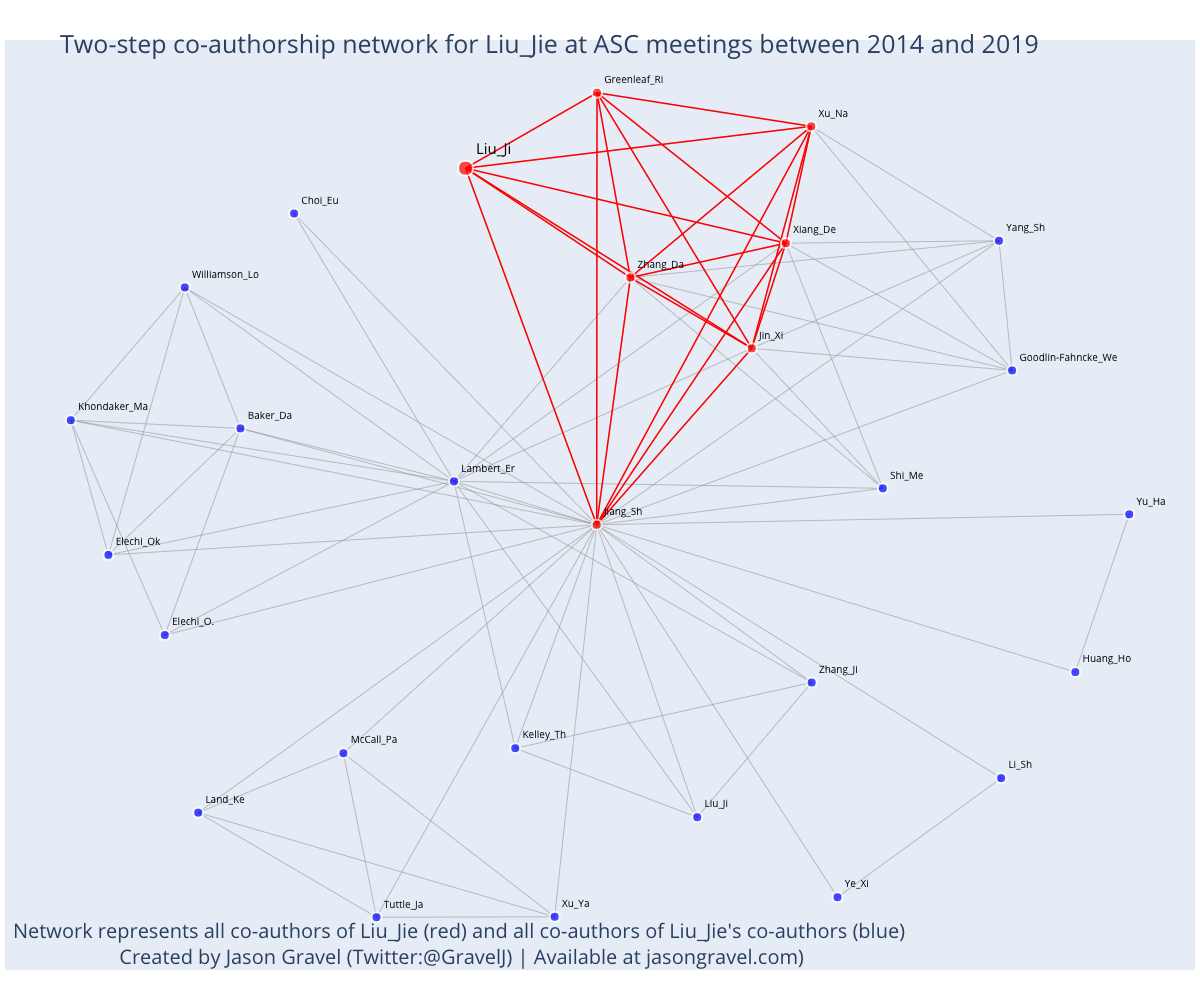 Two-step co-authorship network for Liu_Jie at ASC meetings between 2014 and 2019
Greenleaf_Ri
Xu_Na
Liu_Ji
Choi_Eu
Xiang_De
Yang_Sh
Zhang_Da
Williamson_Lo
Jin_Xi
Goodlin-Fahncke_We
Khondaker_Ma
Baker_Da
Lambert_Er
Shi_Me
Yu_Ha
Jiang_Sh
Elechi_Ok
Elechi_O.
Huang_Ho
Zhang_Ji
Kelley_Th
McCall_Pa
Li_Sh
Land_Ke
Liu_Ji
Ye_Xi
Tuttle_Ja
Xu_Ya
Network represents all co-authors of Liu_Jie (red) and all co-authors of Liu_Jie's co-authors (blue)
Created by Jason Gravel (Twitter:@GravelJ) | Available at jasongravel.com)